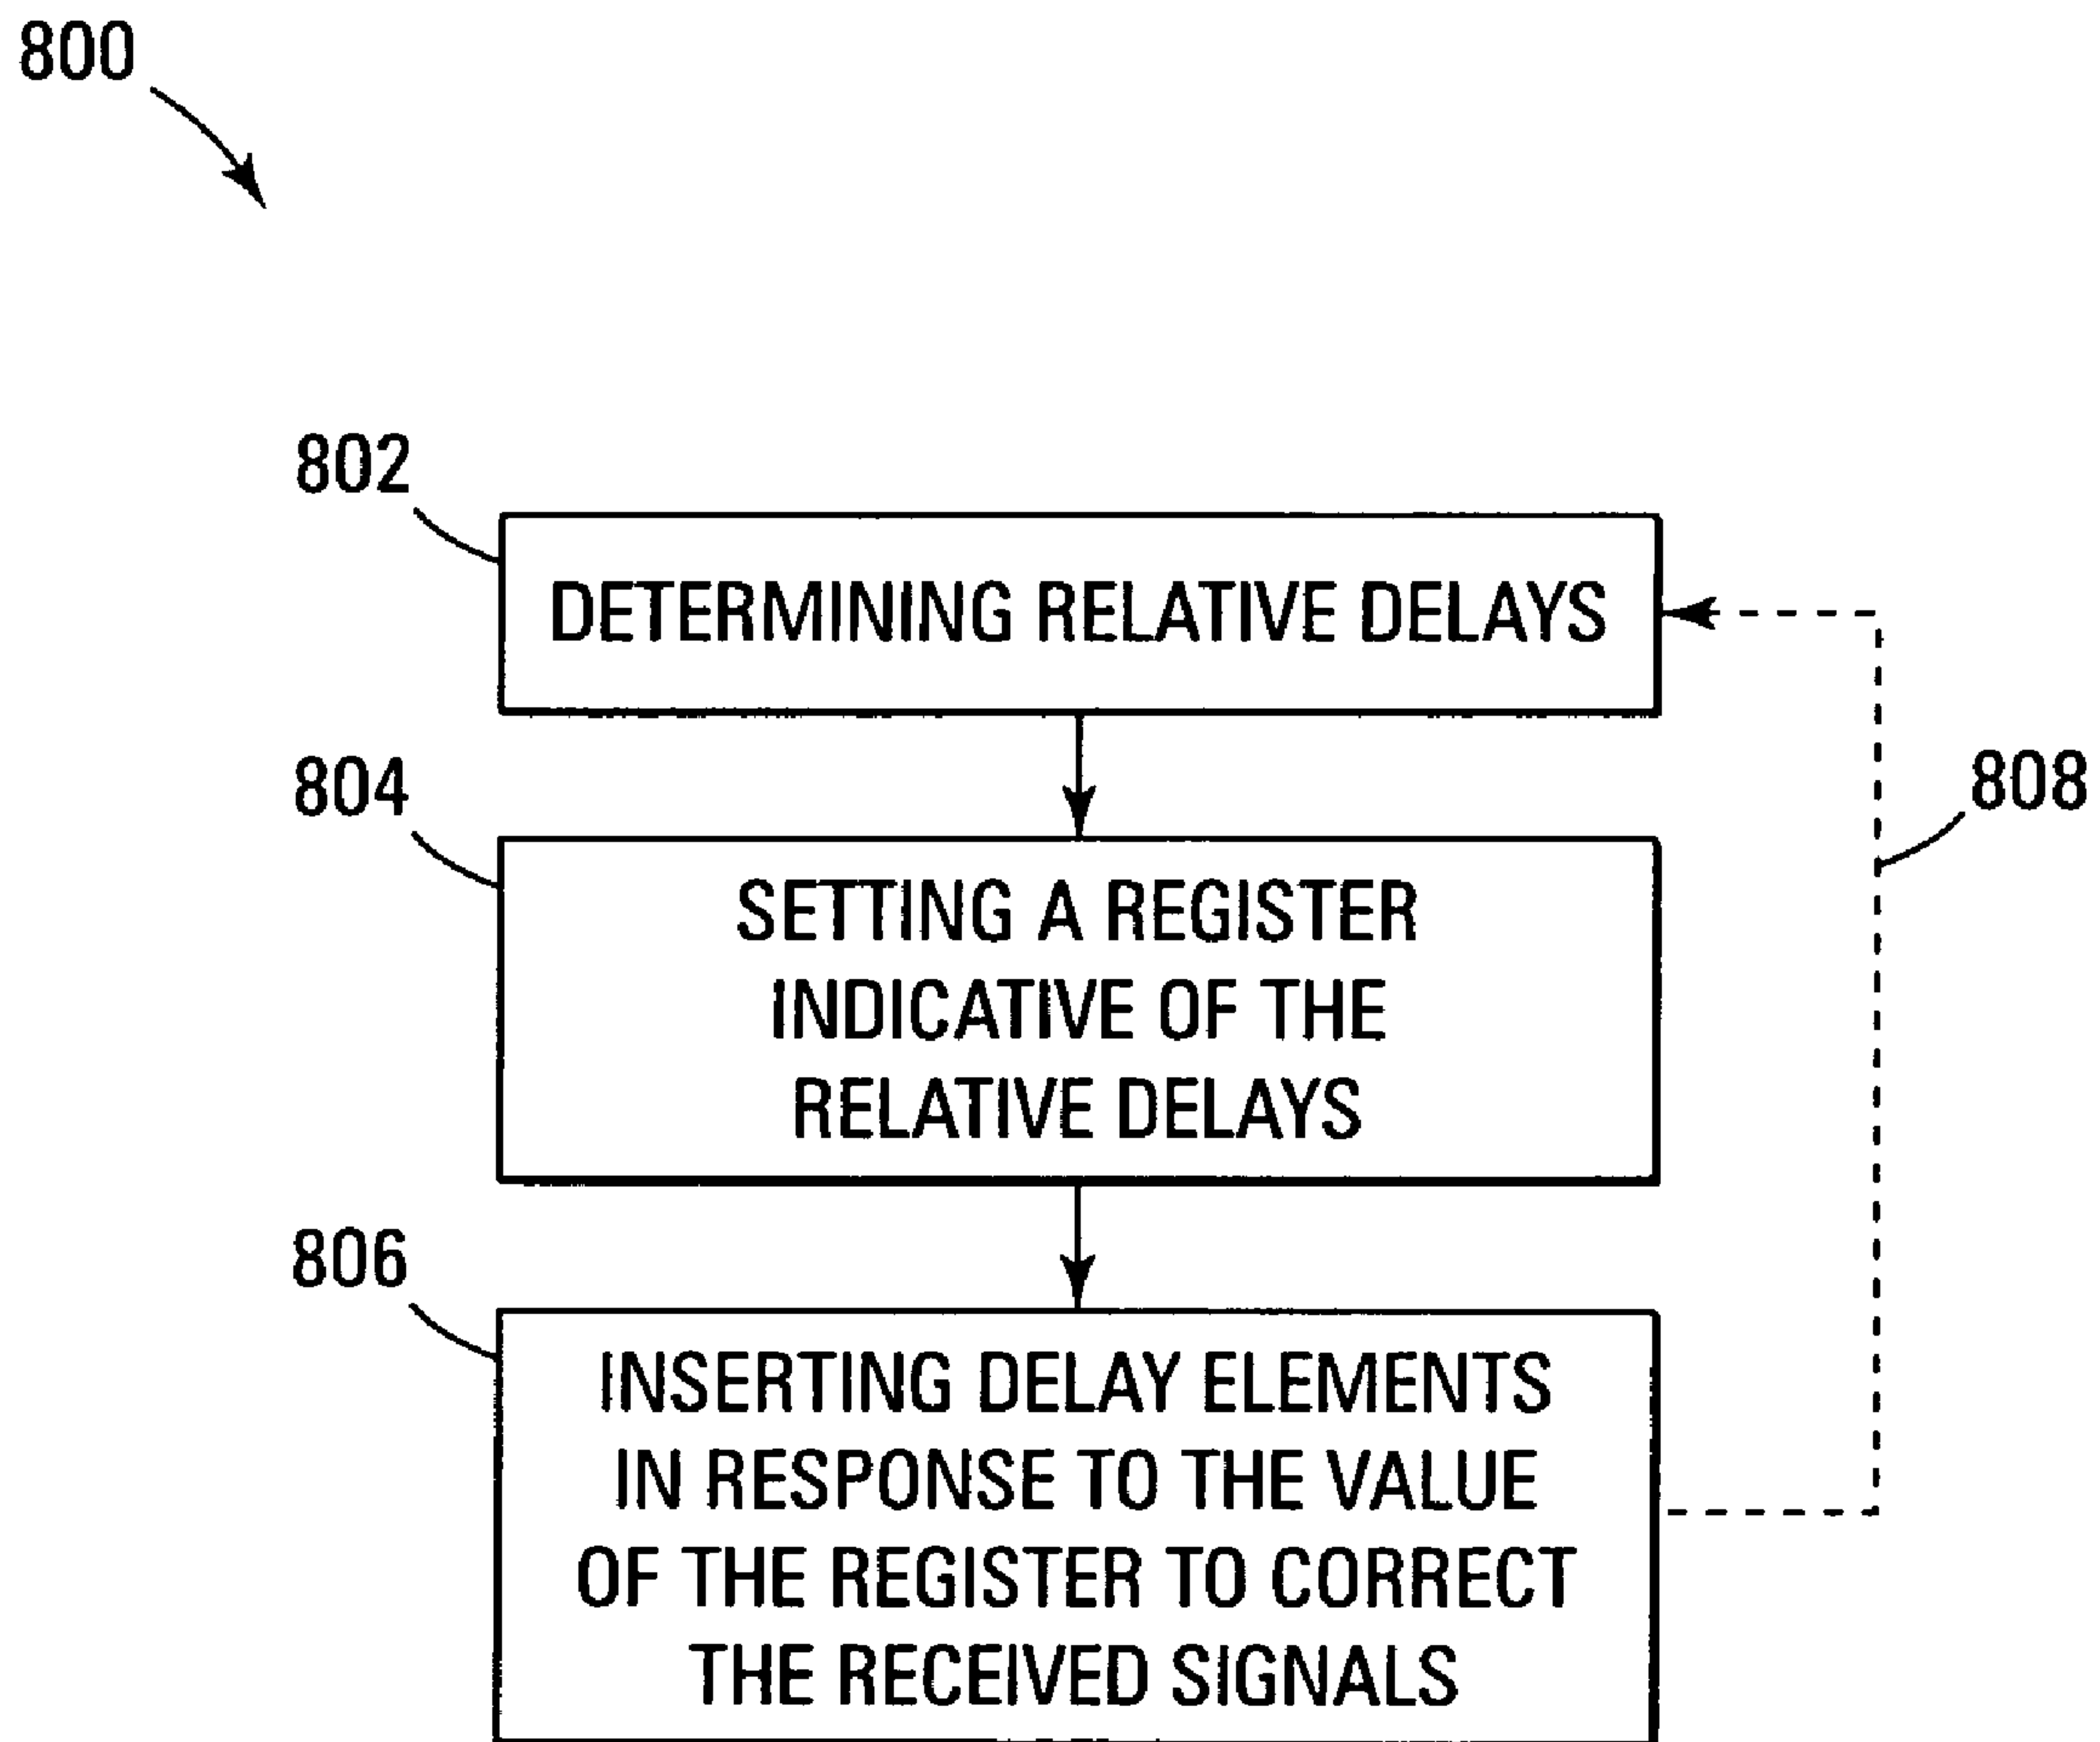 800
802
DETERMINING RELATIVE DELAYS
804
808
SETTING A REGISTER
INDICATIVE OF THE
RELATIVE DELAYS
806
INSERTING DELAY ELEMENTS
IN RESPONSE TO THE VALUE
OF THE REGISTER TO CORRECT
THE RECEIVED SIGNALS